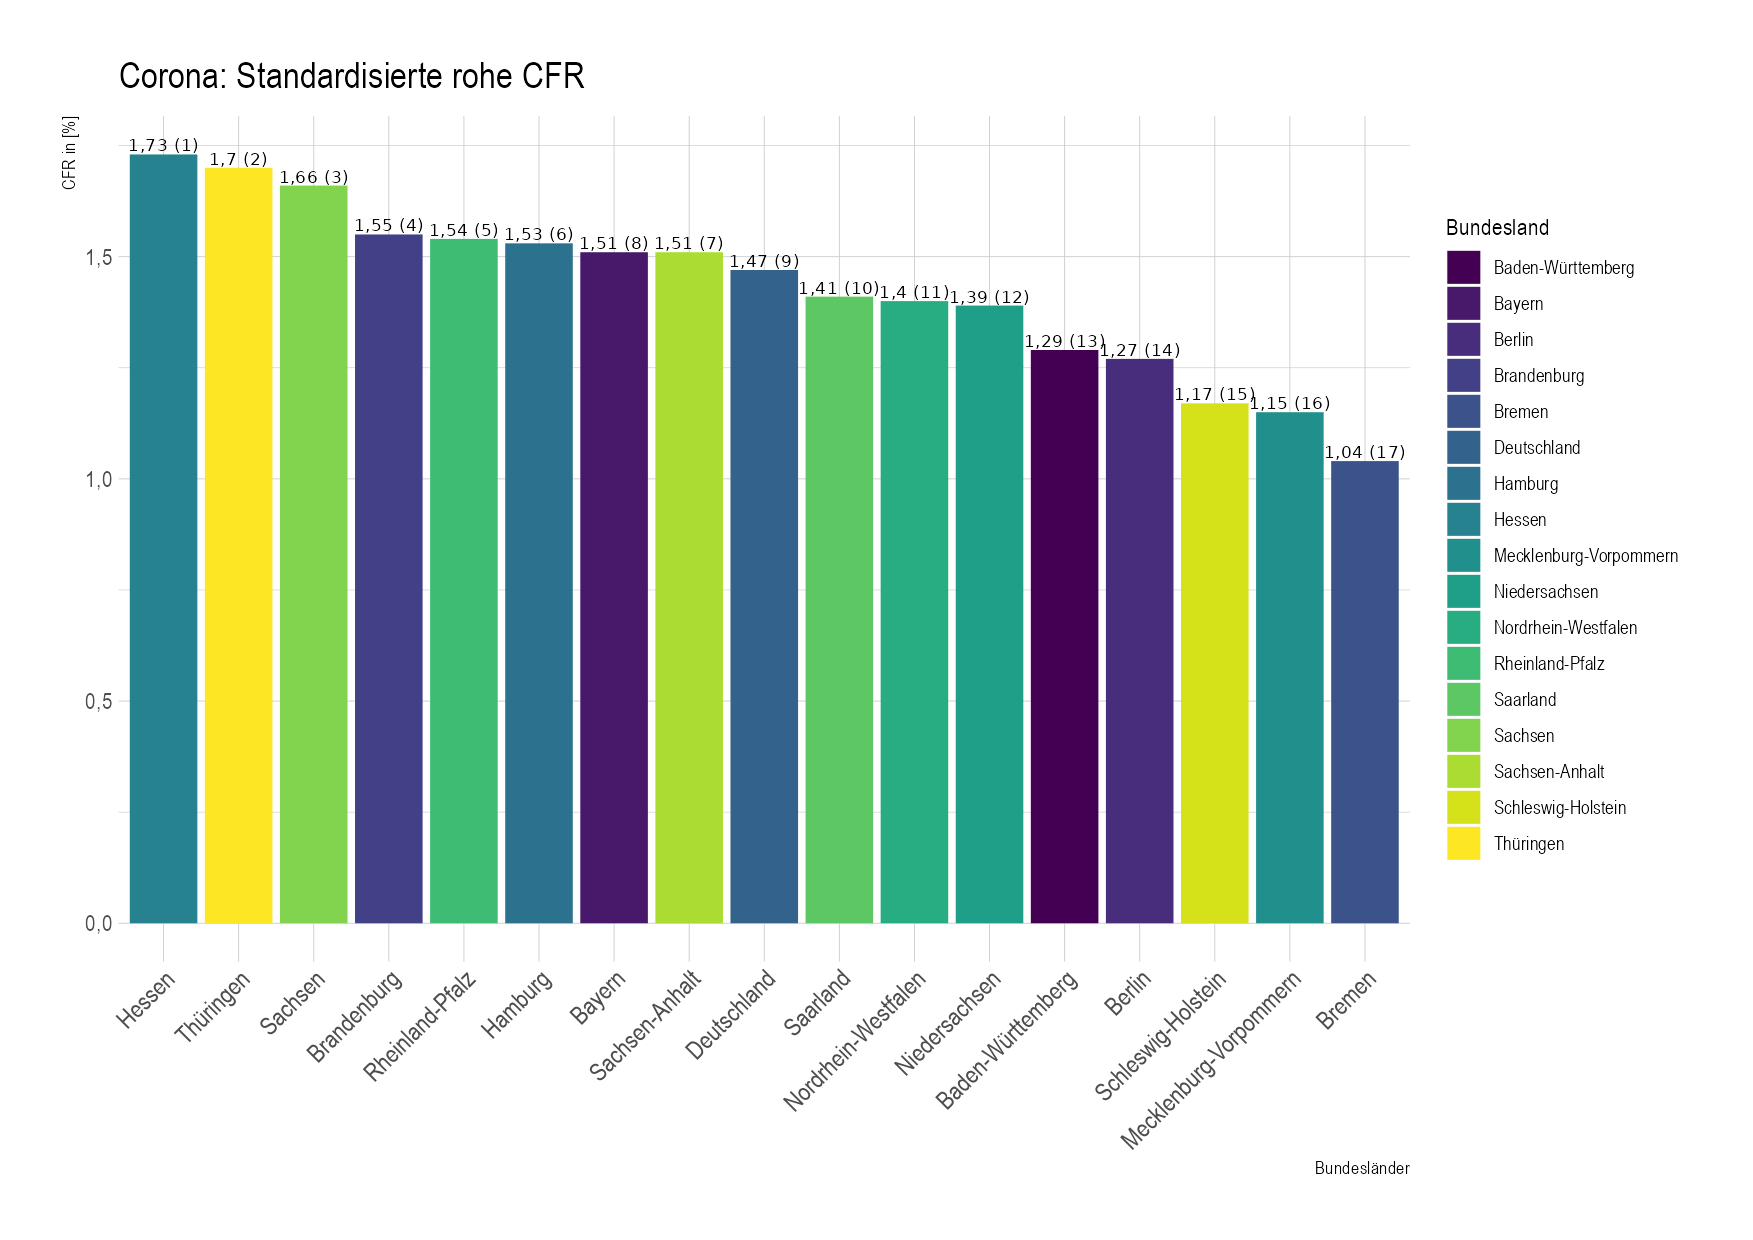 Corona: Standardisierte rohe CFR
CFR in [%]
1,73 (1)
1,7 (2)
1,66 (3)
1,55 (4)
1,54 (5)
1,53 (6)
1,51 (8)
1,51 (7)
1,47 (9)
1,41 (10)
1,4 (11)
1,39 (12)
1,29 (13)
1,27 (14)
1,17 (15)
1,15 (16)
1,04 (17)
1,5
1,0
0,5
0,0
Hessen
Thüringen
Sachsen
Brandenburg
Rheinland-Pfalz
Hamburg
Bayern
Sachsen-Anhalt
Deutschland
Saarland
Nordrhein-Westfalen
Niedersachsen
Baden-Württemberg
Berlin
Schleswig-Holstein
Mecklenburg-Vorpommern
Bremen
Bundesländer
Bundesland
Baden-Württemberg
Bayern
Berlin
Brandenburg
Bremen
Deutschland
Hamburg
Hessen
Mecklenburg-Vorpommern
Niedersachsen
Nordrhein-Westfalen
Rheinland-Pfalz
Saarland
Sachsen
Sachsen-Anhalt
Schleswig-Holstein
Thüringen